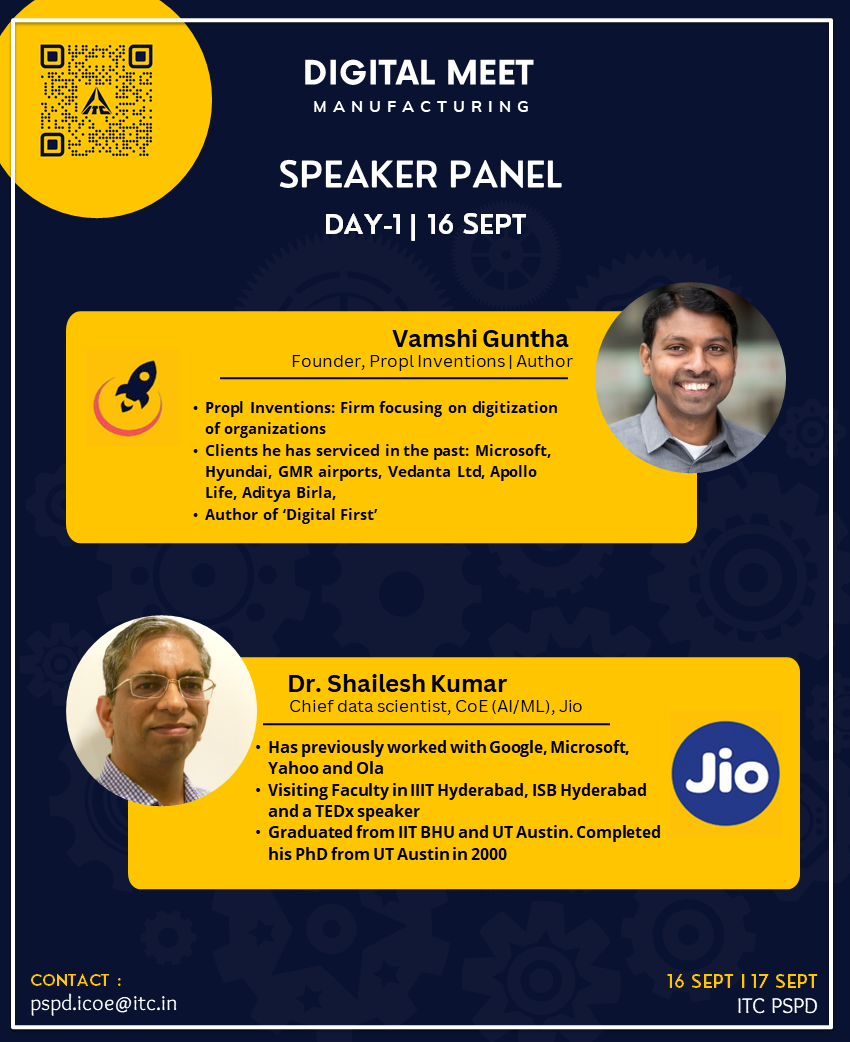 ITC
DIGITAL MEET
MANUFACTURING
SPEAKER PANEL
DAY-1 | 16 SEPT
Vamshi Guntha
Founder, Propl Inventions | Author
• Propl Inventions: Firm focusing on digitization
of organizations
• Clients he has serviced in the past: Microsoft,
Hyundai, GMR airports, Vedanta Ltd, Apollo
Life, Aditya Birla,
• Author of ‘Digital First’
Dr. Shailesh Kumar
Chief data scientist, CoE (AI/ML), Jio
• Has previously worked with Google, Microsoft,
Yahoo and Ola
• Visiting Faculty in IIIT Hyderabad, ISB Hyderabad
and a TEDx speaker
• Graduated from IIT BHU and UT Austin. Completed
his PhD from UT Austin in 2000
Jio
CONTACT :
pspd.icoe@itc.in
16 SEPT | 17 SEPT
ITC PSPD